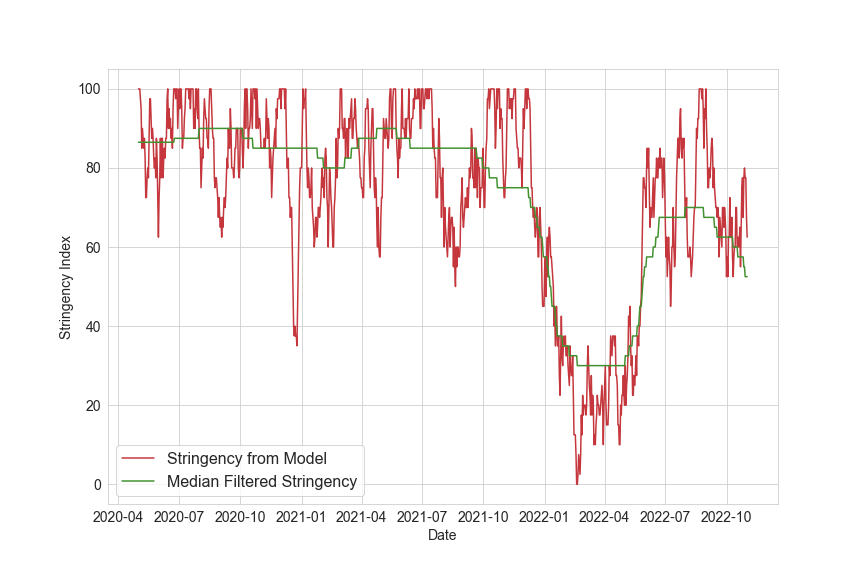 100
80
60
40
20
0
Stringency Index
Stringency from Model
Median Filtered Stringency
2020-04 2020-07 2020-10 2021-01 2021-04 2021-07 2021-10 2022-01 2022-04 2022-07 2022-10
Date